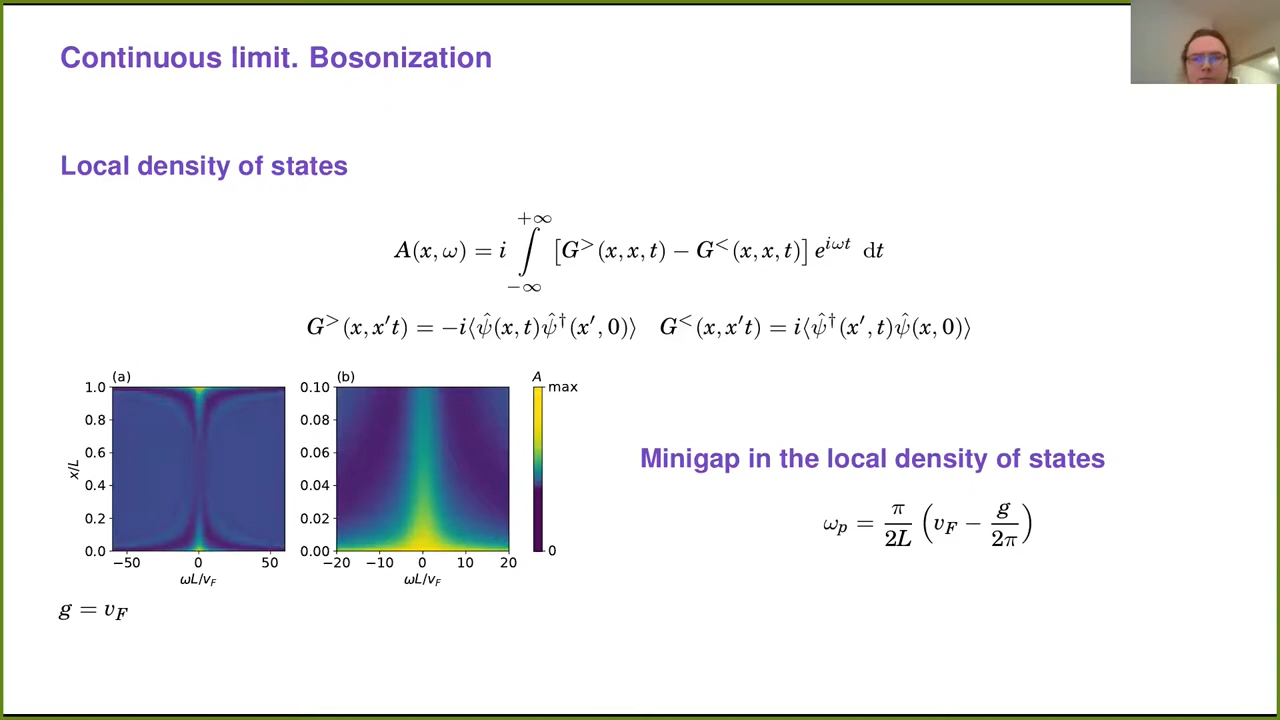 Continuous limit. Bosonization
Local density of states
A(x, ω) = i ∫_{−∞}^{+∞} [G^>(x, x, t) − G^<(x, x, t)] e^{iωt} dt
G^>(x, x′t) = −i⟨ψ̂(x, t)ψ̂†(x′, 0)⟩ G^<(x, x′t) = i⟨ψ̂†(x′, t)ψ̂(x, 0)⟩
(a) (b) A
1.0 0.10 max
0.8 0.08
0.6 0.06
x/L
0.4 0.04
0.2 0.02
0.0 0.00 0
−50 0 50 −20 −10 0 10 20
ωL/v_F ωL/v_F
g = v_F
Minigap in the local density of states
ω_p = π/2L (v_F − g/2π)